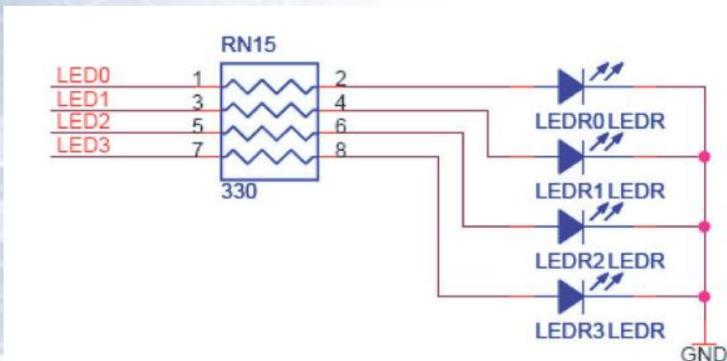 RN15
LED0 1 2
LED1 3 4
LEDR0 LEDR
LED2 5 6
LED3 7 8
330
LEDR1 LEDR
LEDR2 LEDR
LEDR3 LEDR
GND